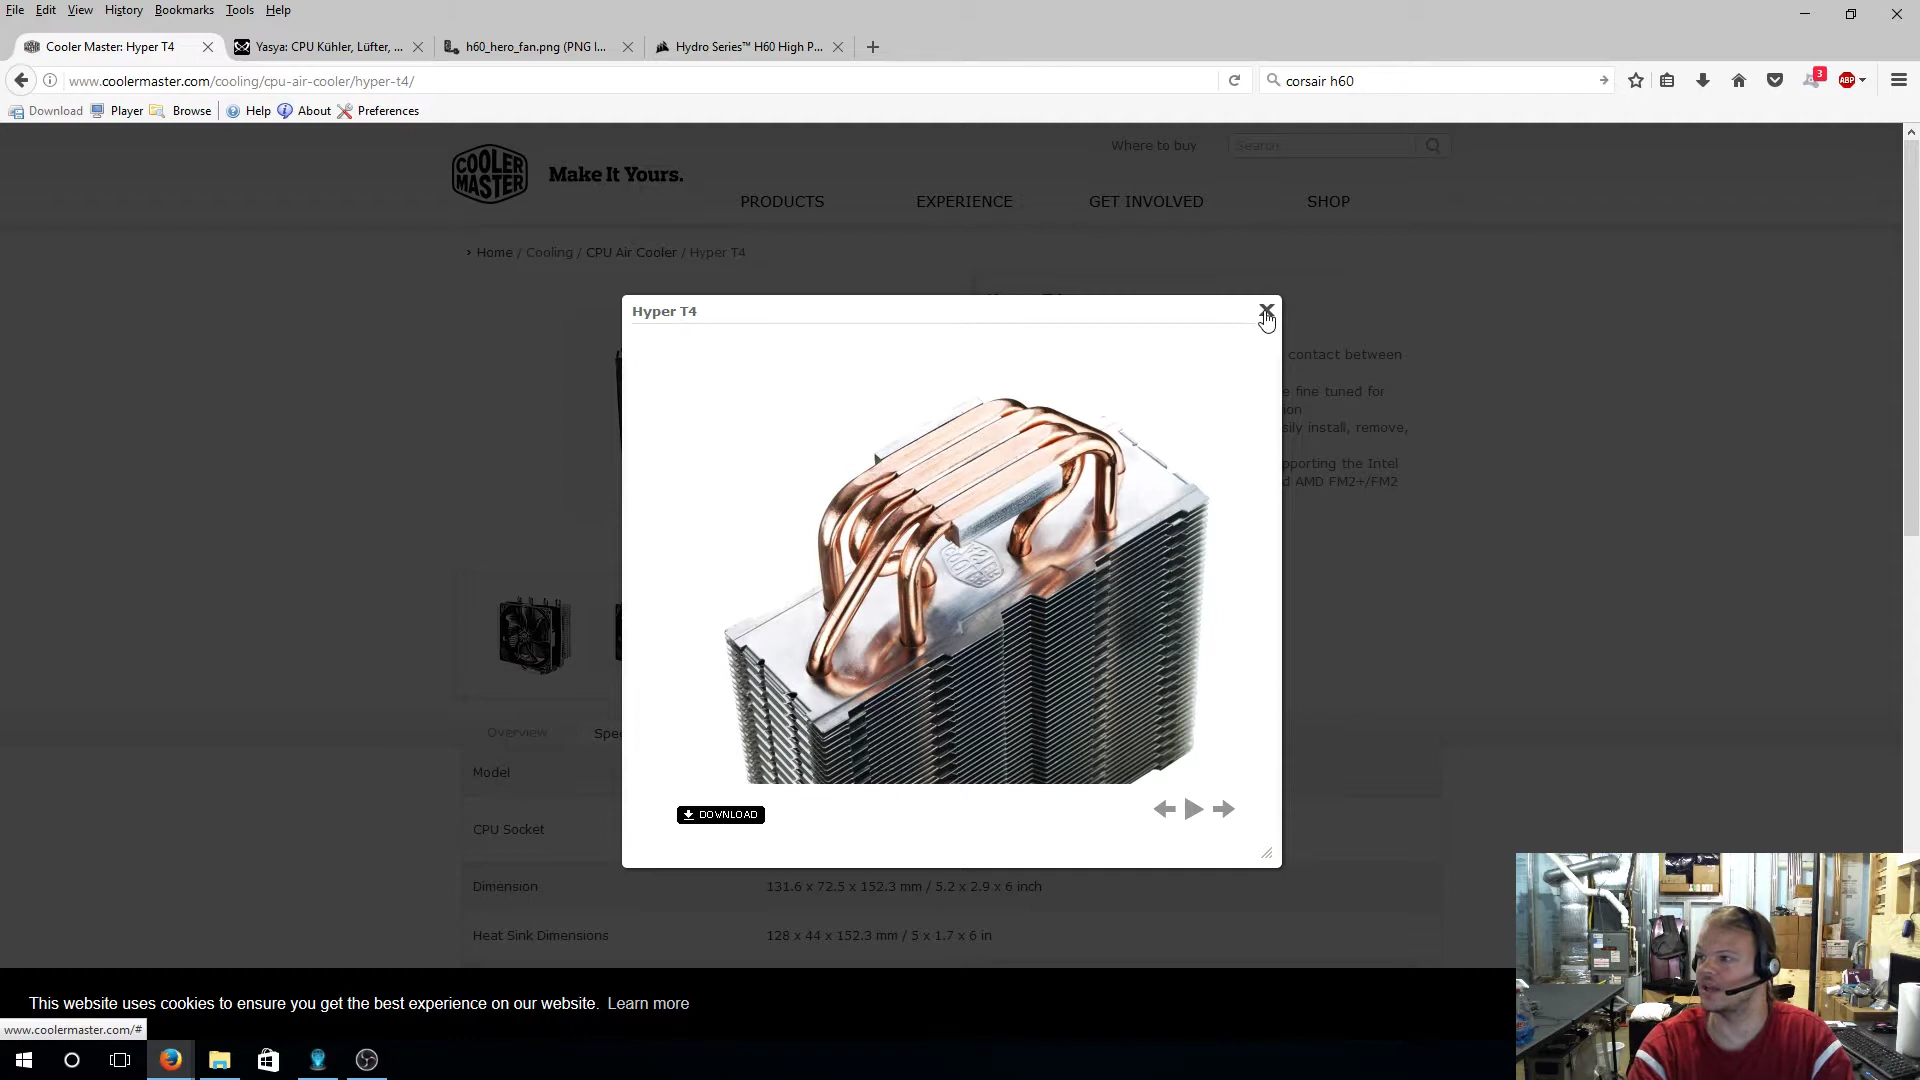 File Edit View History Bookmarks Tools Help
Cooler Master: Hyper T4
Yasya: CPU Kühler, Lüfter, ...
h60_hero_fan.png (PNG I...
Hydro Series™ H60 High P...
www.coolermaster.com/cooling/cpu-air-cooler/hyper-t4/
corsair h60
3
ABP
Download Player Browse Help About Preferences
COOLER MASTER
Make It Yours.
Where to buy
Search
PRODUCTS EXPERIENCE GET INVOLVED SHOP
› Home / Cooling / CPU Air Cooler / Hyper T4
Hyper T4
contact between
e fine tuned for
on
sily install, remove,
pporting the Intel
d AMD FM2+/FM2
DOWNLOAD
Overview
Spec
Model
CPU Socket
Dimension 131.6 x 72.5 x 152.3 mm / 5.2 x 2.9 x 6 inch
Heat Sink Dimensions 128 x 44 x 152.3 mm / 5 x 1.7 x 6 in
This website uses cookies to ensure you get the best experience on our website. Learn more
www.coolermaster.com/#